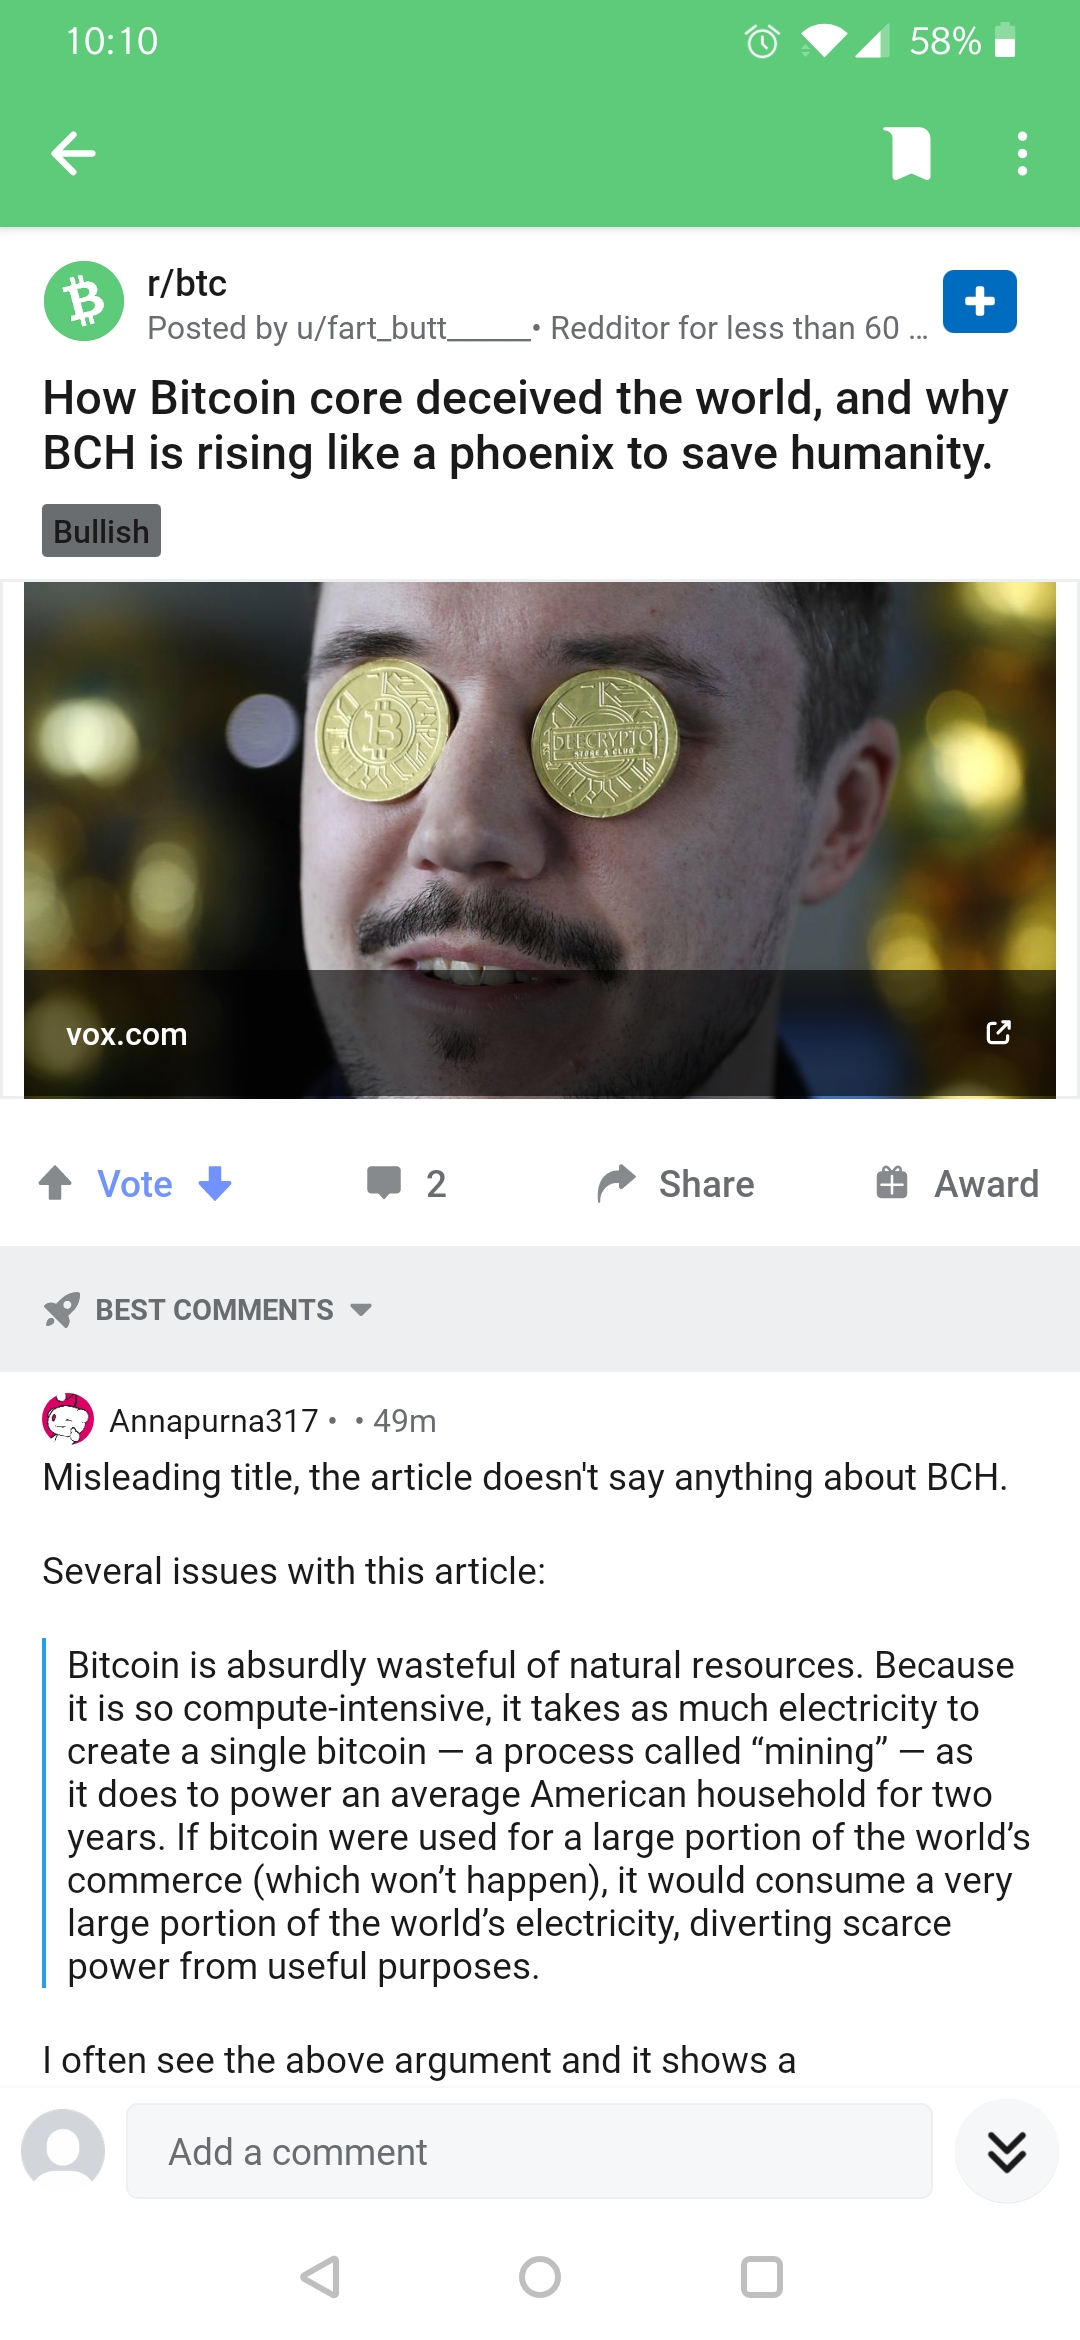 10:10
58%
r/btc
Posted by u/fart_butt______• Redditor for less than 60 ...
How Bitcoin core deceived the world, and why
BCH is rising like a phoenix to save humanity.
Bullish
B
DEECRYPTO
STORE & CLUB
vox.com
Vote
2
Share
Award
BEST COMMENTS
Annapurna317 • • 49m
Misleading title, the article doesn't say anything about BCH.
Several issues with this article:
Bitcoin is absurdly wasteful of natural resources. Because
it is so compute-intensive, it takes as much electricity to
create a single bitcoin — a process called “mining” — as
it does to power an average American household for two
years. If bitcoin were used for a large portion of the world’s
commerce (which won’t happen), it would consume a very
large portion of the world’s electricity, diverting scarce
power from useful purposes.
I often see the above argument and it shows a
Add a comment